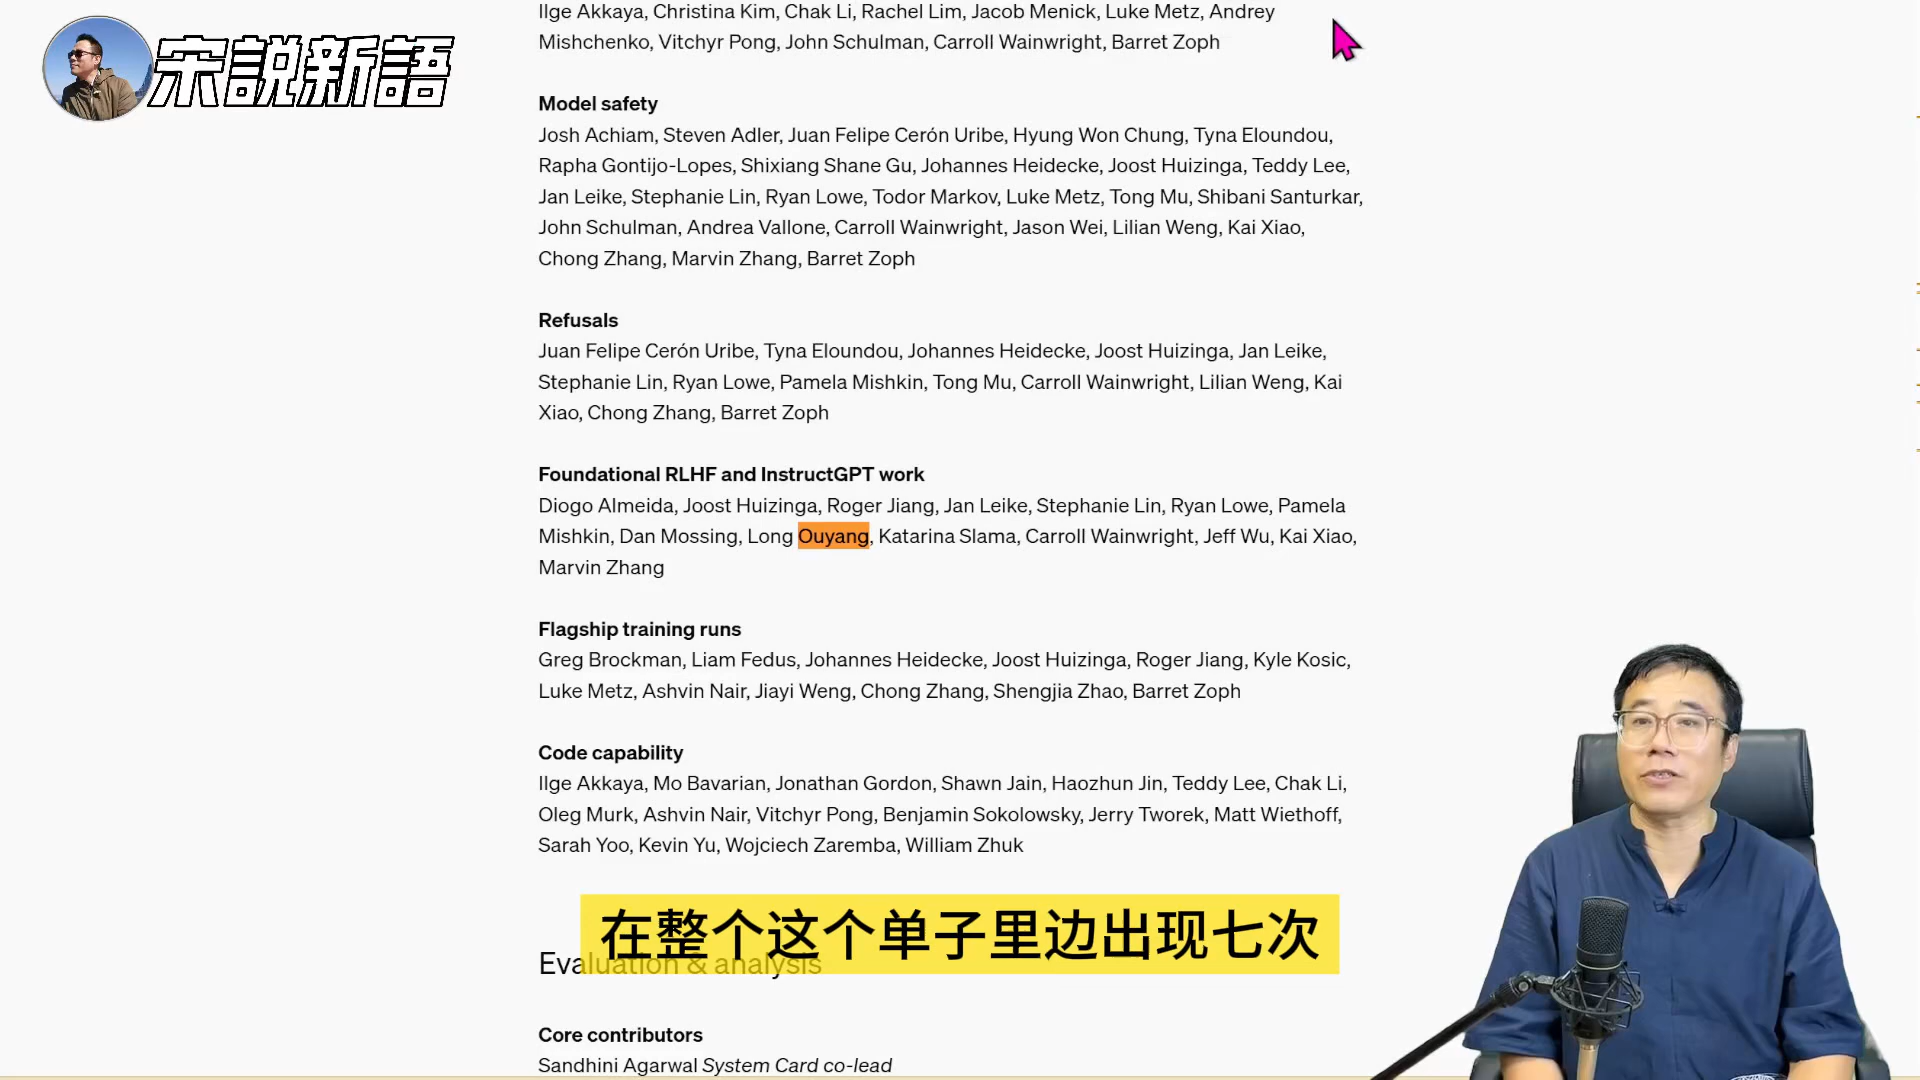 Ilge Akkaya, Christina Kim, Chak Li, Rachel Lim, Jacob Menick, Luke Metz, Andrey
Mishchenko, Vitchyr Pong, John Schulman, Carroll Wainwright, Barret Zoph
宋説新語
Model safety
Josh Achiam, Steven Adler, Juan Felipe Cerón Uribe, Hyung Won Chung, Tyna Eloundou,
Rapha Gontijo-Lopes, Shixiang Shane Gu, Johannes Heidecke, Joost Huizinga, Teddy Lee,
Jan Leike, Stephanie Lin, Ryan Lowe, Todor Markov, Luke Metz, Tong Mu, Shibani Santurkar,
John Schulman, Andrea Vallone, Carroll Wainwright, Jason Wei, Lilian Weng, Kai Xiao,
Chong Zhang, Marvin Zhang, Barret Zoph
Refusals
Juan Felipe Cerón Uribe, Tyna Eloundou, Johannes Heidecke, Joost Huizinga, Jan Leike,
Stephanie Lin, Ryan Lowe, Pamela Mishkin, Tong Mu, Carroll Wainwright, Lilian Weng, Kai
Xiao, Chong Zhang, Barret Zoph
Foundational RLHF and InstructGPT work
Diogo Almeida, Joost Huizinga, Roger Jiang, Jan Leike, Stephanie Lin, Ryan Lowe, Pamela
Mishkin, Dan Mossing, Long Ouyang, Katarina Slama, Carroll Wainwright, Jeff Wu, Kai Xiao,
Marvin Zhang
Flagship training runs
Greg Brockman, Liam Fedus, Johannes Heidecke, Joost Huizinga, Roger Jiang, Kyle Kosic,
Luke Metz, Ashvin Nair, Jiayi Weng, Chong Zhang, Shengjia Zhao, Barret Zoph
Code capability
Ilge Akkaya, Mo Bavarian, Jonathan Gordon, Shawn Jain, Haozhun Jin, Teddy Lee, Chak Li,
Oleg Murk, Ashvin Nair, Vitchyr Pong, Benjamin Sokolowsky, Jerry Tworek, Matt Wiethoff,
Sarah Yoo, Kevin Yu, Wojciech Zaremba, William Zhuk
在整个这个单子里边出现七次
Evaluation & analysis
Core contributors
Sandhini Agarwal System Card co-lead